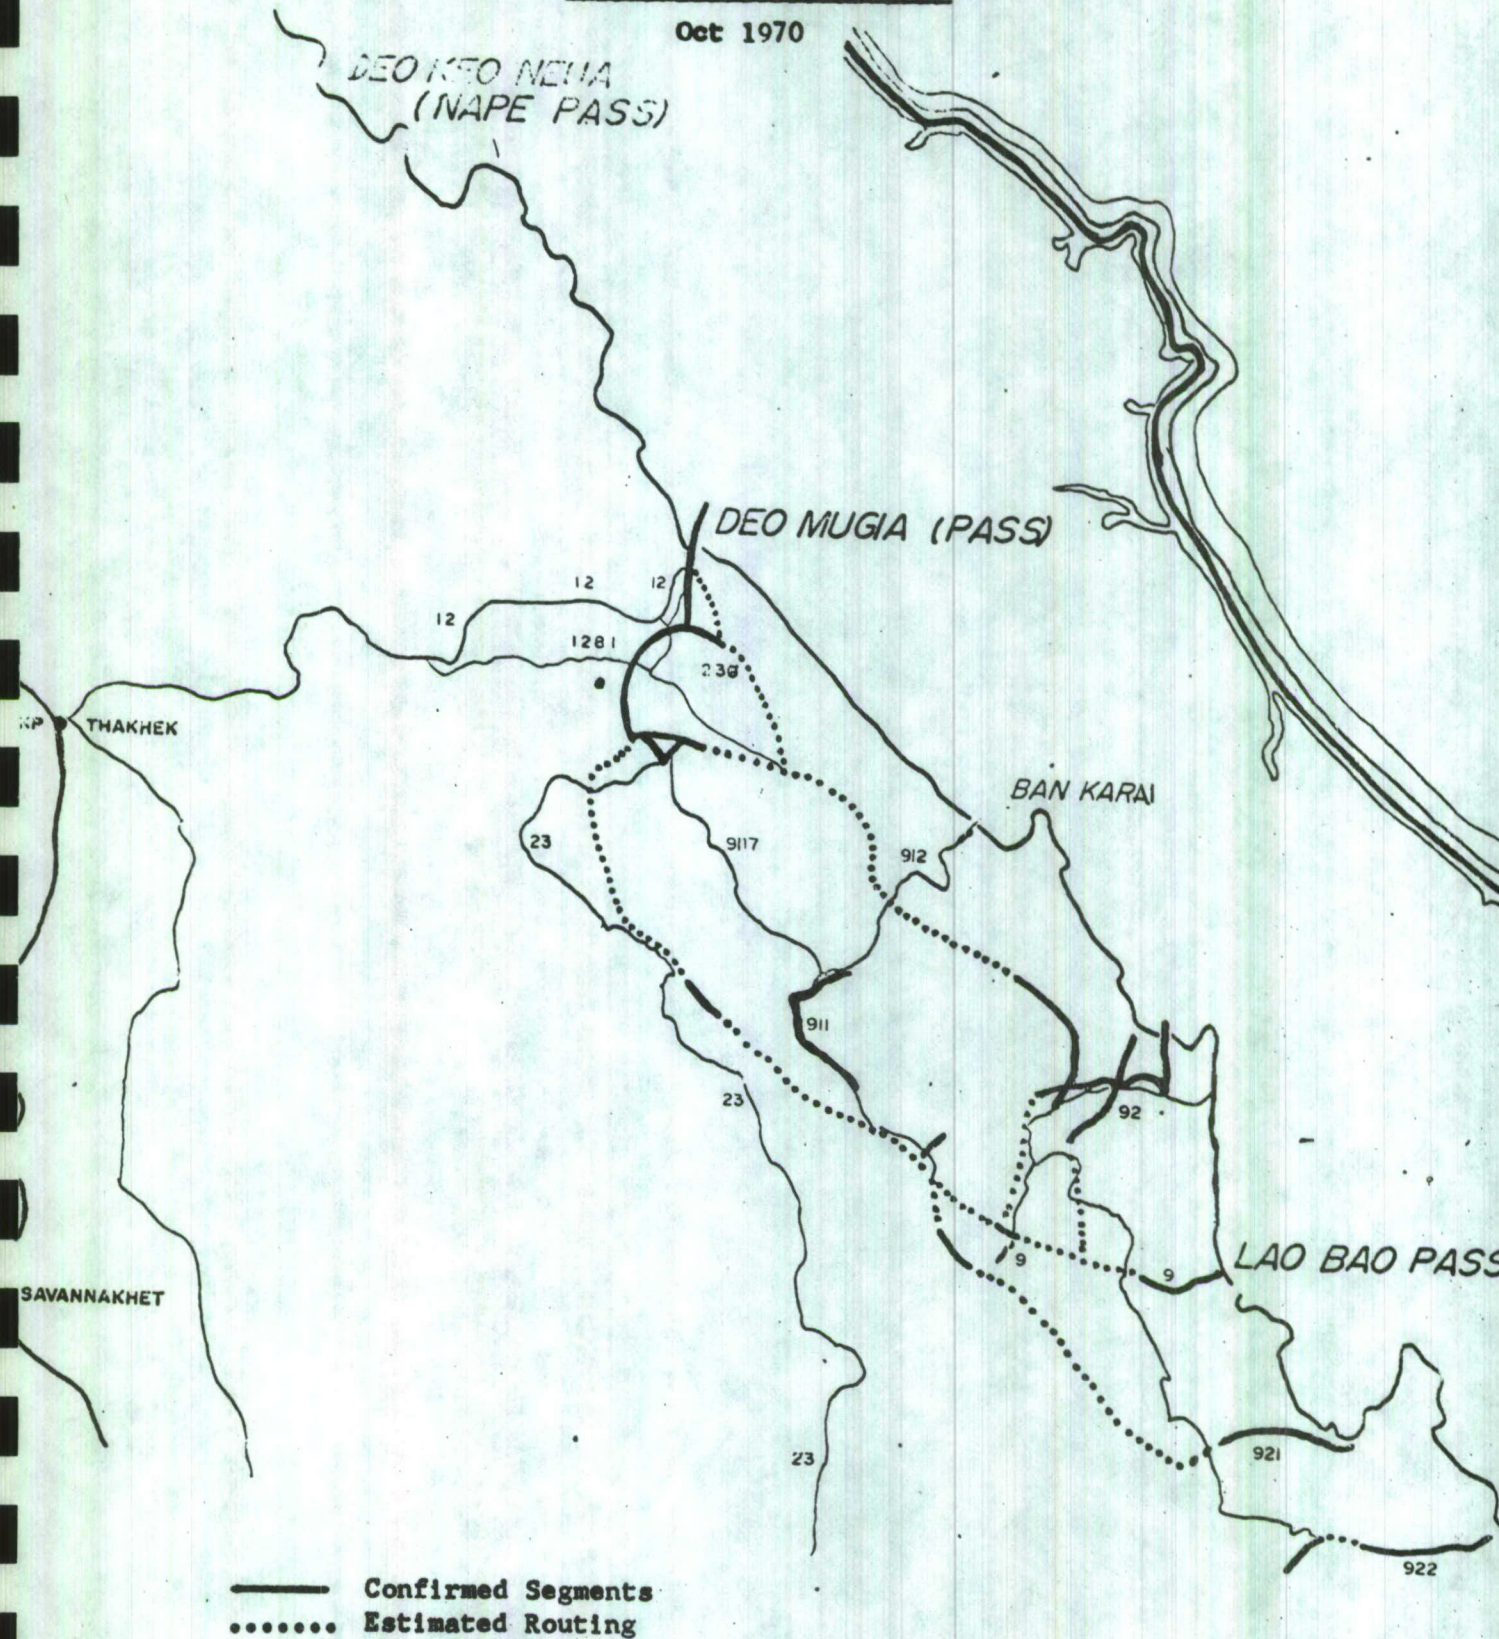 Oct 1970
DEO KEO NEUA
(NAPE PASS)
DEO MUGIA (PASS)
12
12
12
1281
239
THAKHEK
BAN KARAI
23
9117
912
911
23
92
9
9
LAO BAO PASS
SAVANNAKHET
23
921
922
Confirmed Segments
Estimated Routing